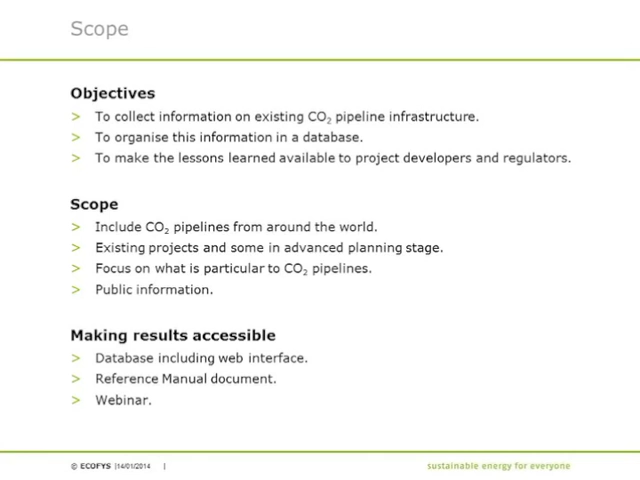 Scope
Objectives
> To collect information on existing CO₂ pipeline infrastructure.
> To organise this information in a database.
> To make the lessons learned available to project developers and regulators.
Scope
> Include CO₂ pipelines from around the world.
> Existing projects and some in advanced planning stage.
> Focus on what is particular to CO₂ pipelines.
> Public information.
Making results accessible
> Database including web interface.
> Reference Manual document.
> Webinar.
© ECOFYS |14/01/2014 | sustainable energy for everyone